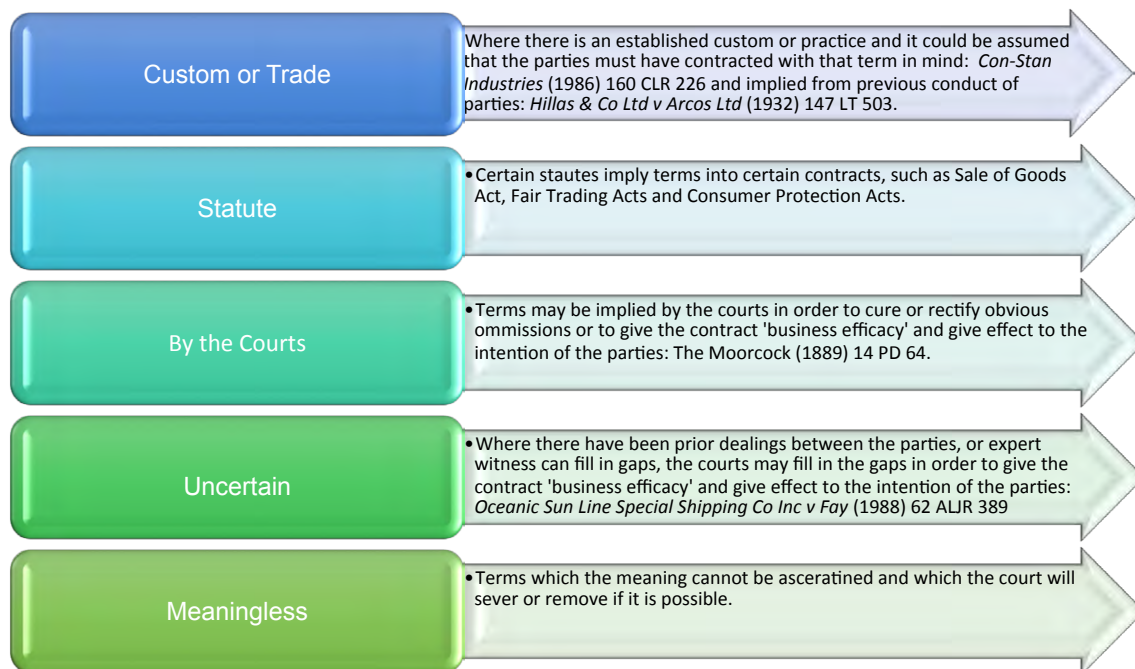 Custom or Trade
Where there is an established custom or practice and it could be assumed
that the parties must have contracted with that term in mind: Con-Stan
Industries (1986) 160 CLR 226 and implied from previous conduct of
parties: Hillas & Co Ltd v Arcos Ltd (1932) 147 LT 503.
Statute
•Certain stautes imply terms into certain contracts, such as Sale of Goods
Act, Fair Trading Acts and Consumer Protection Acts.
By the Courts
•Terms may be implied by the courts in order to cure or rectify obvious
ommissions or to give the contract 'business efficacy' and give effect to the
intention of the parties: The Moorcock (1889) 14 PD 64.
Uncertain
•Where there have been prior dealings between the parties, or expert
witness can fill in gaps, the courts may fill in the gaps in order to give the
contract 'business efficacy' and give effect to the intention of the parties:
Oceanic Sun Line Special Shipping Co Inc v Fay (1988) 62 ALJR 389
Meaningless
•Terms which the meaning cannot be asceratined and which the court will
sever or remove if it is possible.